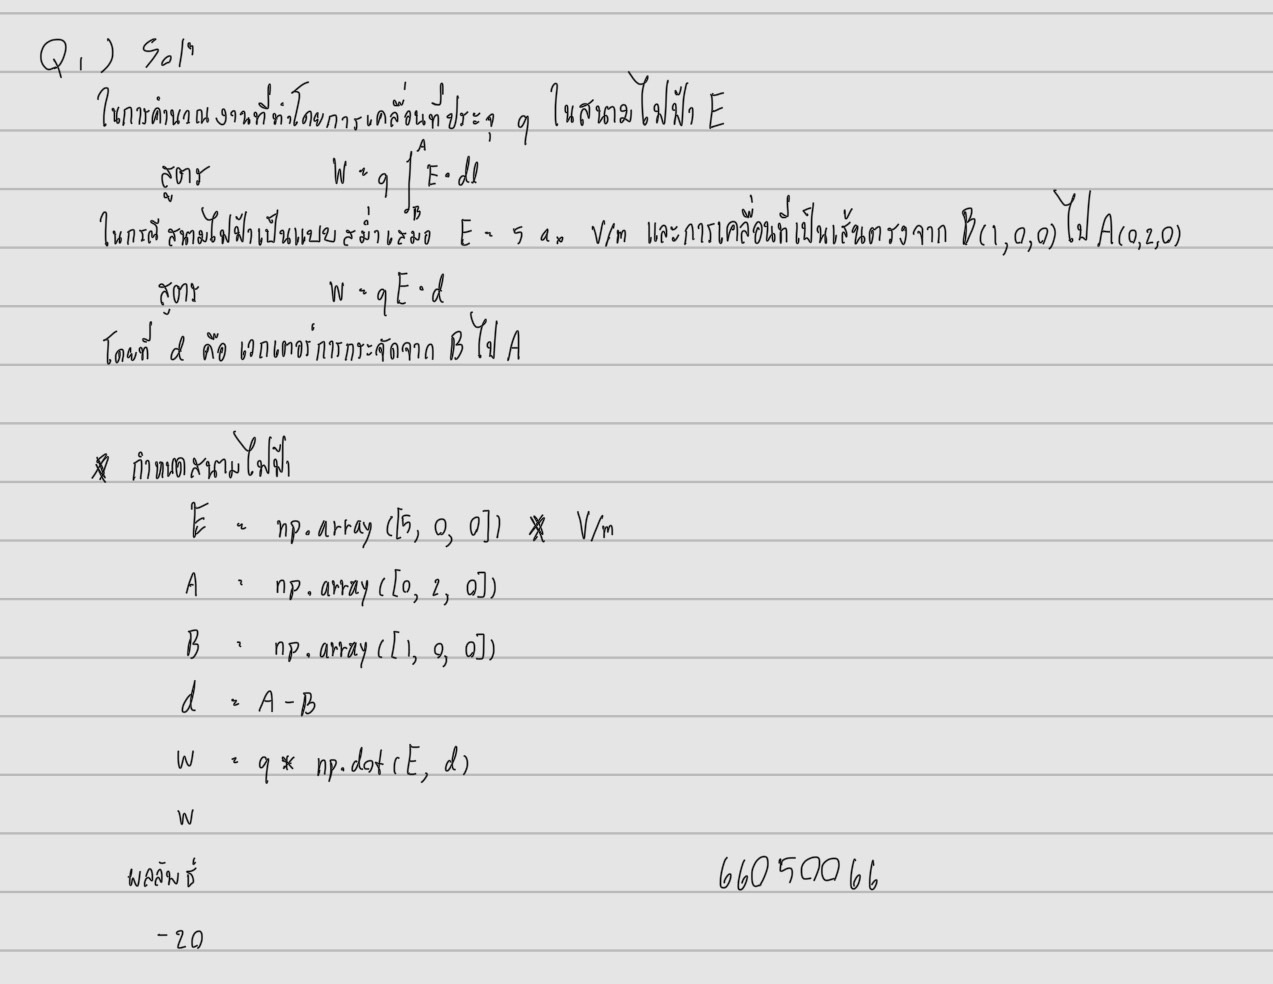 Q1) Solⁿ
ในการคำนวณงานที่ทำโดยการเคลื่อนที่ประจุ q ในสนามไฟฟ้า E
สูตร W = q ∫_B^A E · dl
ในกรณีสนามไฟฟ้าเป็นแบบสม่ำเสมอ E = 5 aₓ V/m และการเคลื่อนที่เป็นเส้นตรงจาก B(1,0,0) ไป A(0,2,0)
สูตร W = qE · d
โดยที่ d คือ เวกเตอร์การกระจัดจาก B ไป A
* กำหนดสนามไฟฟ้า
E = np.array([5, 0, 0]) * V/m
A = np.array([0, 2, 0])
B = np.array([1, 0, 0])
d = A - B
W = q * np.dot(E, d)
W
ผลลัพธ์
66050066
-20